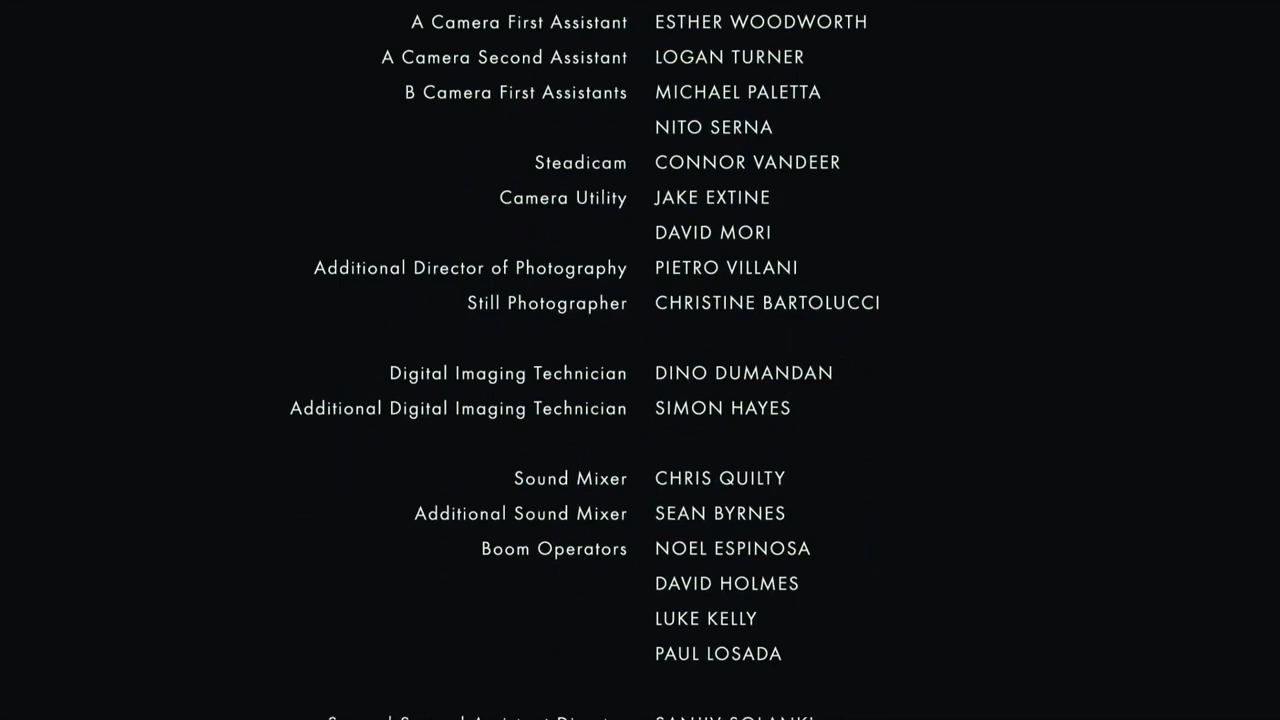 A Camera First Assistant ESTHER WOODWORTH
A Camera Second Assistant LOGAN TURNER
B Camera First Assistants MICHAEL PALETTA
NITO SERNA
Steadicam CONNOR VANDEER
Camera Utility JAKE EXTINE
DAVID MORI
Additional Director of Photography PIETRO VILLANI
Still Photographer CHRISTINE BARTOLUCCI
Digital Imaging Technician DINO DUMANDAN
Additional Digital Imaging Technician SIMON HAYES
Sound Mixer CHRIS QUILTY
Additional Sound Mixer SEAN BYRNES
Boom Operators NOEL ESPINOSA
DAVID HOLMES
LUKE KELLY
PAUL LOSADA